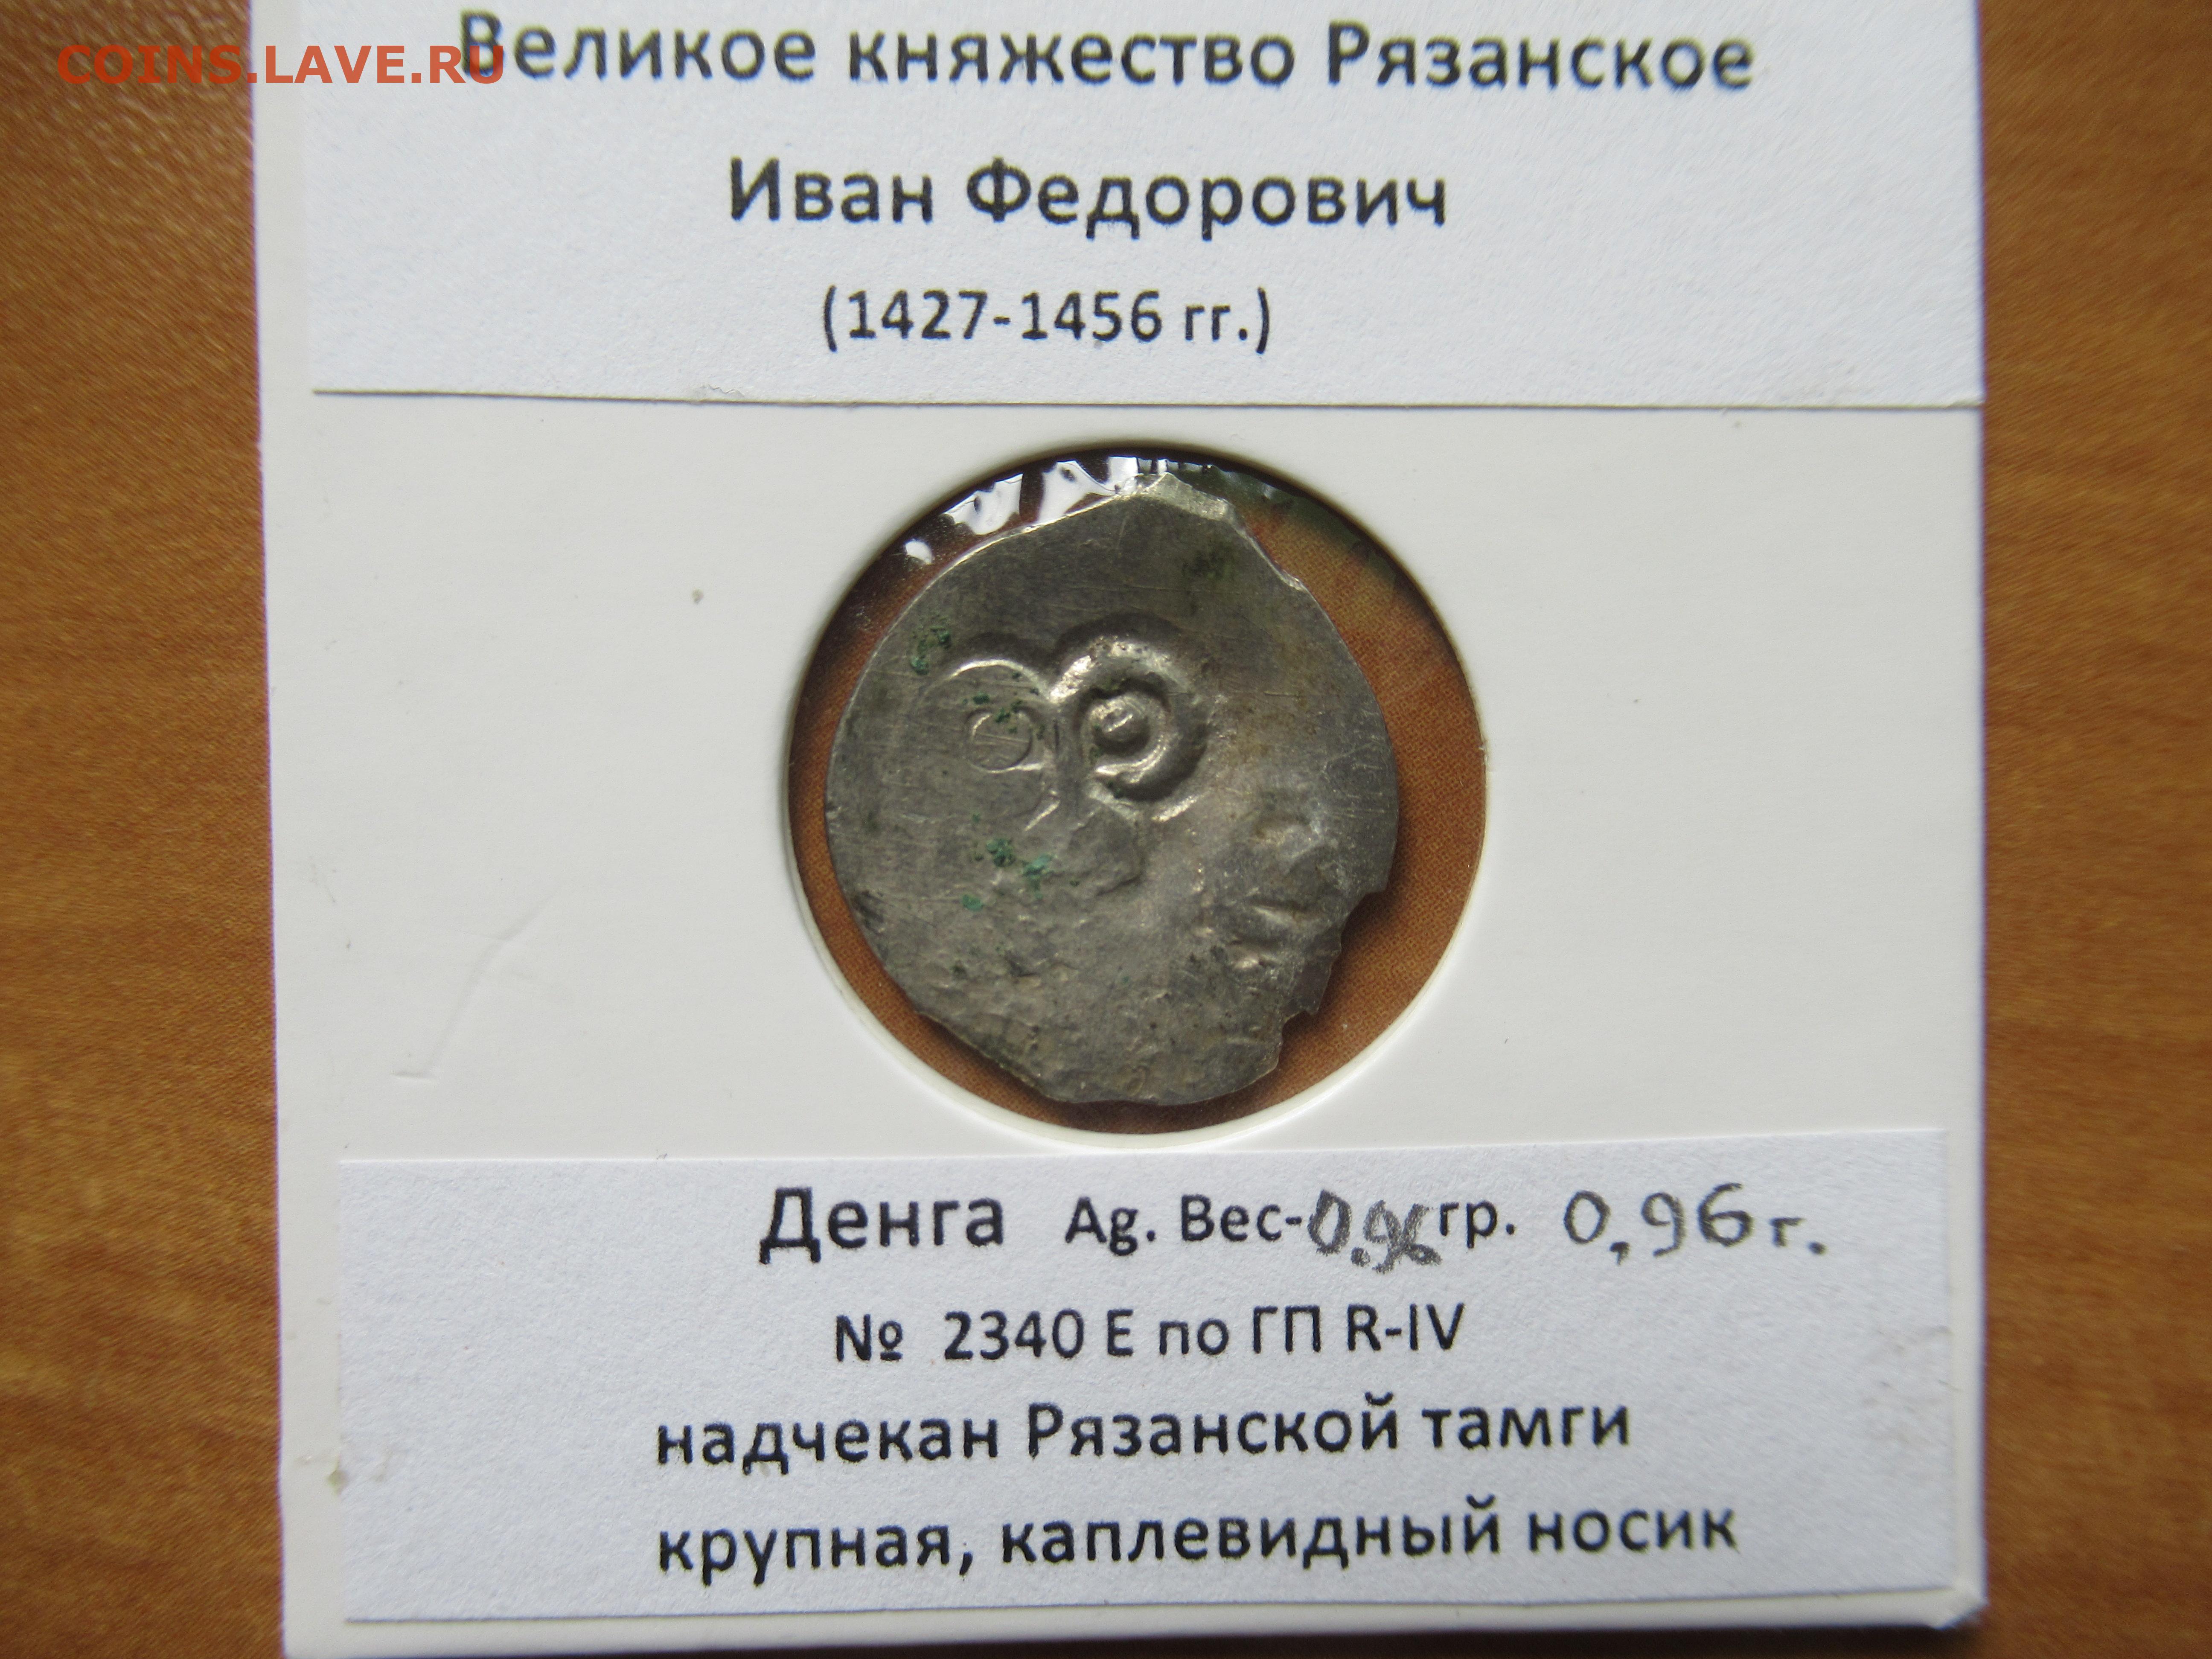 COINS.LAVE.RU
Великое княжество Рязанское
Иван Федорович
(1427-1456 гг.)
Денга Ag. Вес-0.96 гр. 0,96 г.
№ 2340 Е по ГП R-IV
надчекан Рязанской тамги
крупная, каплевидный носик